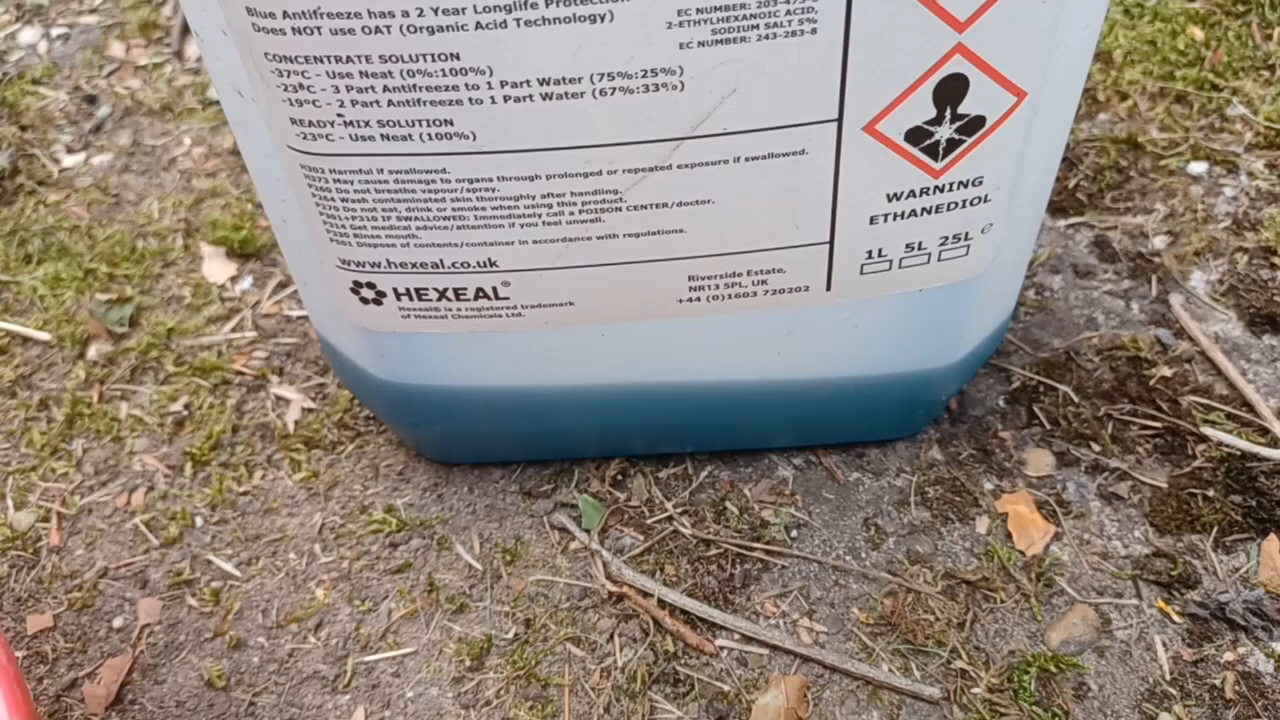 Blue Antifreeze has a 2 Year Longlife Protection
Does NOT use OAT (Organic Acid Technology)
CONCENTRATE SOLUTION
-37ºC - Use Neat (0%:100%)
-23ºC - 3 Part Antifreeze to 1 Part Water (75%:25%)
-19ºC - 2 Part Antifreeze to 1 Part Water (67%:33%)
READY-MIX SOLUTION
-23ºC - Use Neat (100%)
H302 Harmful if swallowed.
H373 May cause damage to organs through prolonged or repeated exposure if swallowed.
P260 Do not breathe vapour/spray.
P264 Wash contaminated skin thoroughly after handling.
P270 Do not eat, drink or smoke when using this product.
P301+P310 IF SWALLOWED: Immediately call a POISON CENTER/doctor.
P314 Get medical advice/attention if you feel unwell.
P330 Rinse mouth.
P501 Dispose of contents/container in accordance with regulations.
www.hexeal.co.uk
HEXEAL®
Hexeal® is a registered trademark
of Hexeal Chemicals Ltd.
Riverside Estate,
NR13 5PL, UK
+44 (0)1603 720202
EC NUMBER:
2-ETHYLHEXANOIC ACID,
SODIUM SALT 5%
EC NUMBER: 243-283-8
WARNING
ETHANEDIOL
1L 5L 25L e